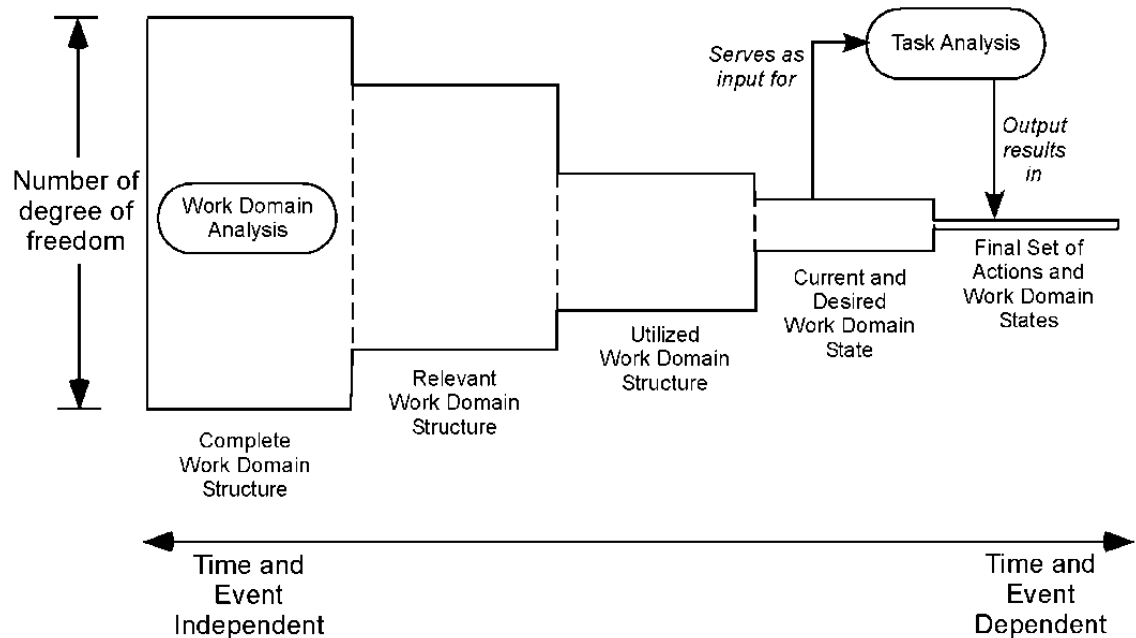 Number of
degree of
freedom
Work Domain
Analysis
Complete
Work Domain
Structure
Relevant
Work Domain
Structure
Utilized
Work Domain
Structure
Serves as
input for
Task Analysis
Output
results
in
Current and
Desired
Work Domain
State
Final Set of
Actions and
Work Domain
States
Time and
Event
Independent
Time and
Event
Dependent